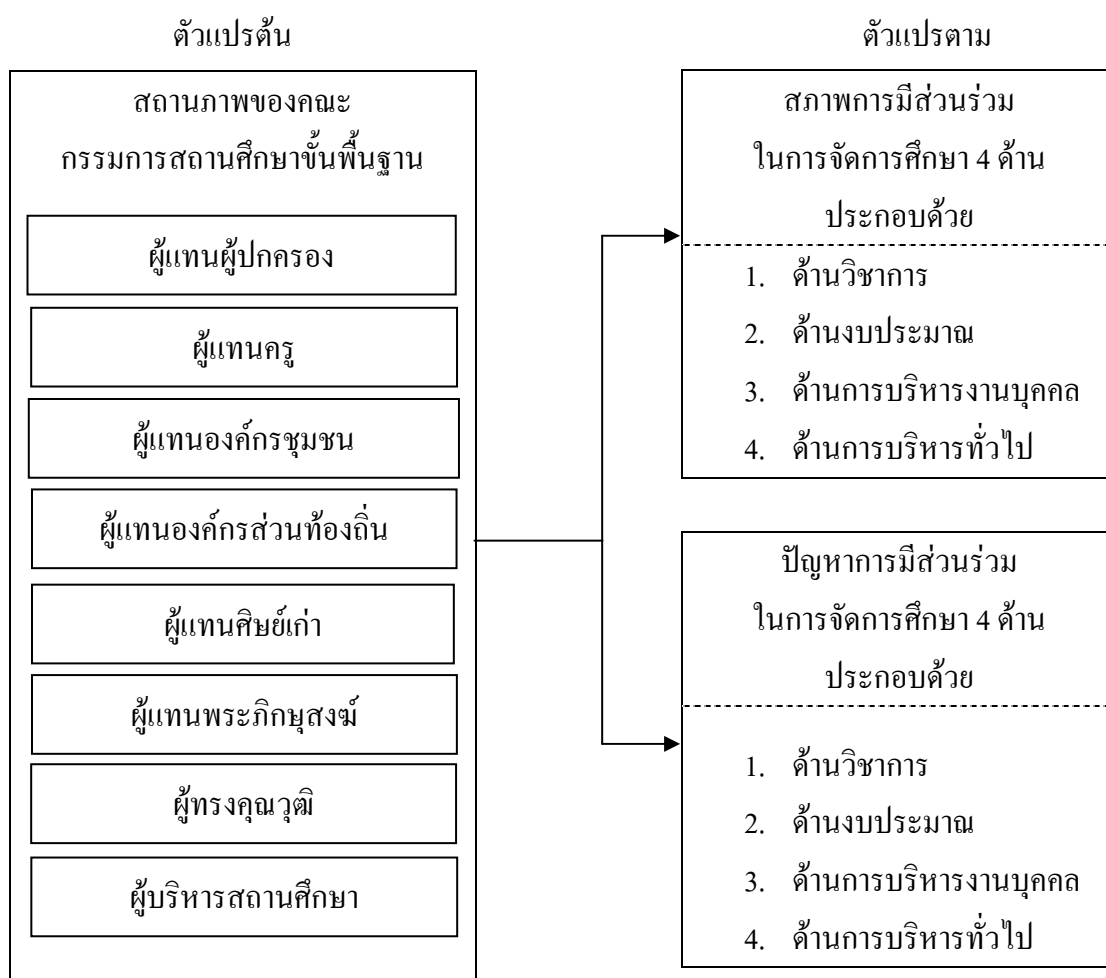 ตัวแปรต้น
สถานภาพของคณะ
กรรมการสถานศึกษาขั้นพื้นฐาน
ผู้แทนผู้ปกครอง
ผู้แทนครู
ผู้แทนองค์กรชุมชน
ผู้แทนองค์กรส่วนท้องถิ่น
ผู้แทนศิษย์เก่า
ผู้แทนพระภิกษุสงฆ์
ผู้ทรงคุณวุฒิ
ผู้บริหารสถานศึกษา
ตัวแปรตาม
สภาพการมีส่วนร่วม
ในการจัดการศึกษา 4 ด้าน
ประกอบด้วย
1. ด้านวิชาการ
2. ด้านงบประมาณ
3. ด้านการบริหารงานบุคคล
4. ด้านการบริหารทั่วไป
ปัญหาการมีส่วนร่วม
ในการจัดการศึกษา 4 ด้าน
ประกอบด้วย
1. ด้านวิชาการ
2. ด้านงบประมาณ
3. ด้านการบริหารงานบุคคล
4. ด้านการบริหารทั่วไป